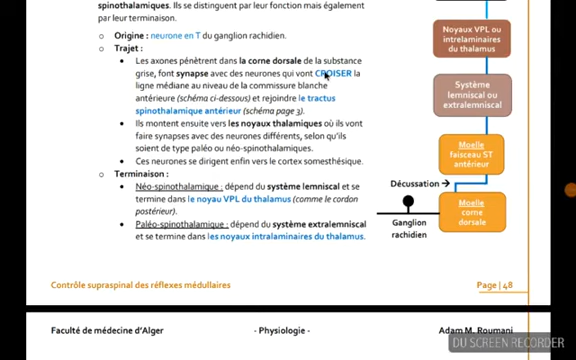 spinothalamiques. Ils se distinguent par leur fonction mais également
par leur terminaison.
o Origine : neurone en T du ganglion rachidien.
o Trajet :
• Les axones pénètrent dans la corne dorsale de la substance
grise, font synapse avec des neurones qui vont CROISER la
ligne médiane au niveau de la commissure blanche
antérieure (schéma ci-dessous) et rejoindre le tractus
spinothalamique antérieur (schéma page 3).
• Ils montent ensuite vers les noyaux thalamiques où ils vont
faire synapses avec des neurones différents, selon qu'ils
soient de type paléo ou néo-spinothalamiques.
• Ces neurones se dirigent enfin vers le cortex somesthésique.
o Terminaison :
• Néo-spinothalamique : dépend du système lemniscal et se
termine dans le noyau VPL du thalamus (comme le cordon
postérieur).
• Paléo-spinothalamique : dépend du système extralemniscal
et se termine dans les noyaux intralaminaires du thalamus.
Noyaux VPL ou
intrelaminaires
du thalamus
Système
lemniscal ou
extralemniscal
Moelle
faisceau ST
antérieur
Décussation →
Moelle
corne
dorsale
Ganglion
rachidien
Contrôle supraspinal des réflexes médullaires
Page | 48
Faculté de médecine d'Alger
- Physiologie -
Adam M. Roumani
DU SCREEN RECORDER